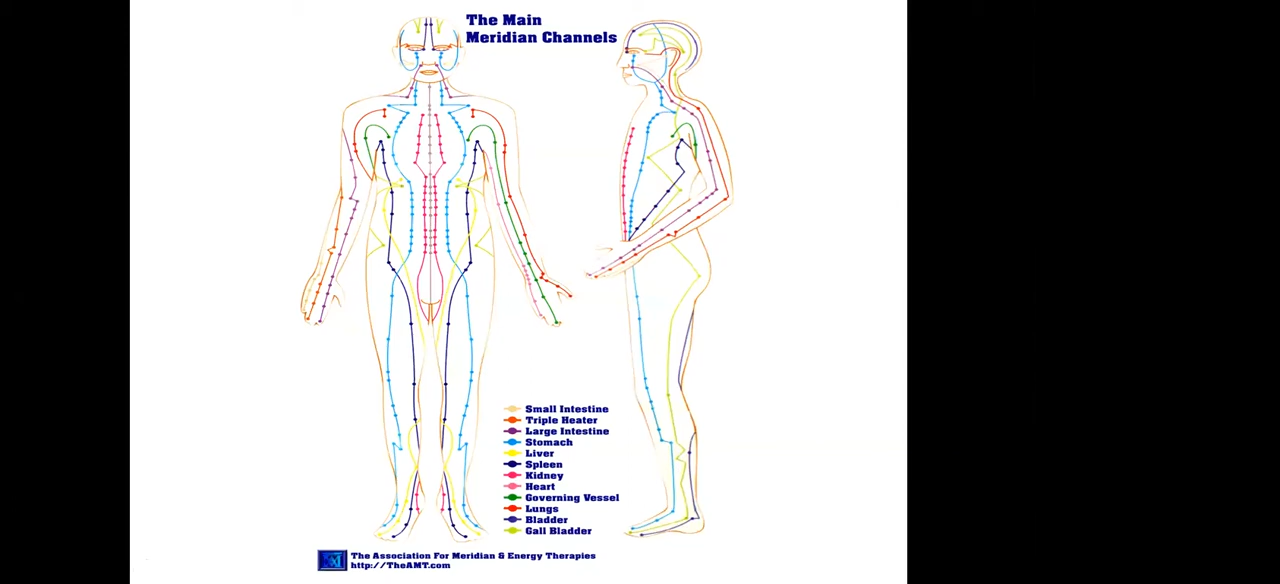 The Main
Meridian Channels
Small Intestine
Triple Heater
Large Intestine
Stomach
Liver
Spleen
Kidney
Heart
Governing Vessel
Lungs
Bladder
Gall Bladder
The Association For Meridian & Energy Therapies
http://TheAMT.com